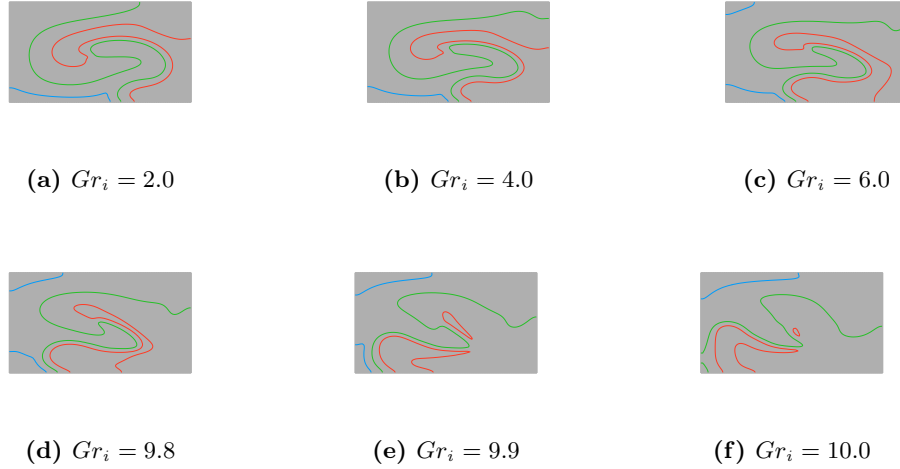 (a) Gr_i = 2.0
(b) Gr_i = 4.0
(c) Gr_i = 6.0
(d) Gr_i = 9.8
(e) Gr_i = 9.9
(f) Gr_i = 10.0